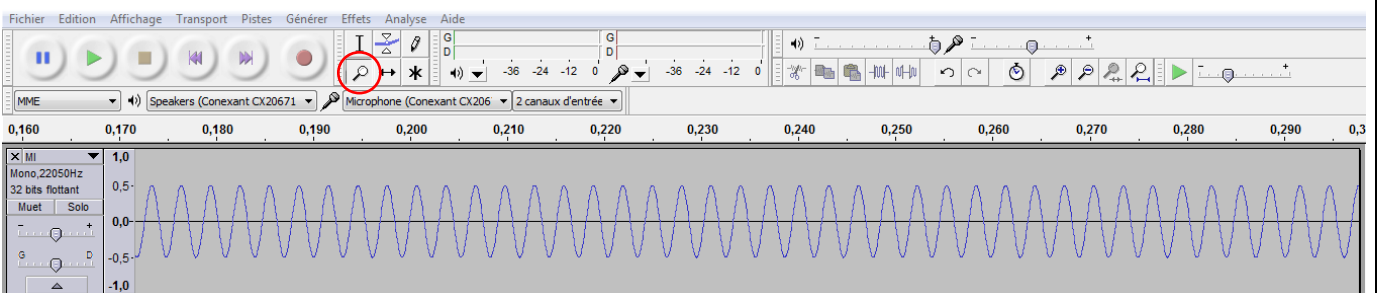 Fichier Edition Affichage Transport Pistes Générer Effets Analyse Aide
G G
D D
-36 -24 -12 0 -36 -24 -12 0
MME Speakers (Conexant CX20671 Microphone (Conexant CX206 2 canaux d'entrée
0,160 0,170 0,180 0,190 0,200 0,210 0,220 0,230 0,240 0,250 0,260 0,270 0,280 0,290 0,3
MI 1,0
Mono,22050Hz
32 bits flottant 0,5
Muet Solo
- + 0,0
G D -0,5
-1,0